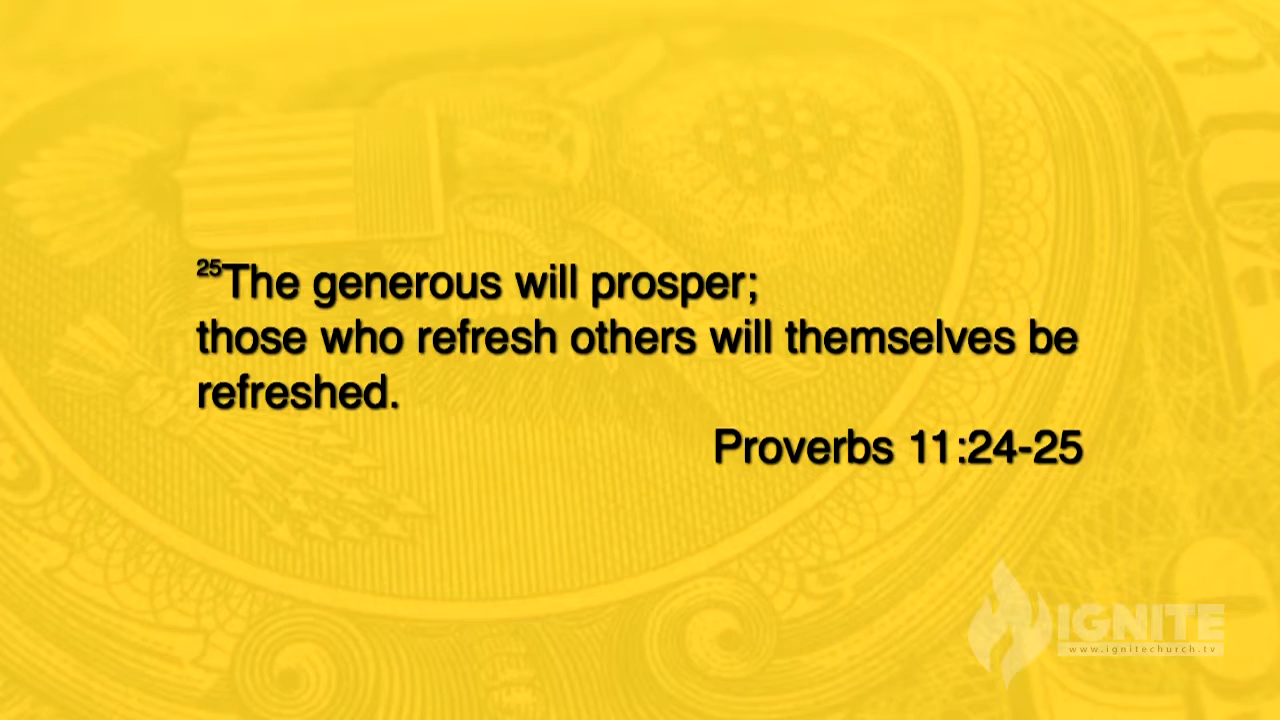 25The generous will prosper;
those who refresh others will themselves be
refreshed.
Proverbs 11:24-25
IGNITE
www.ignitechurch.tv